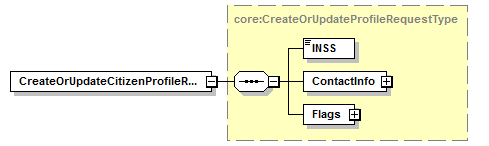 core:CreateOrUpdateProfileRequestType
INSS
CreateOrUpdateCitizenProfileR...
ContactInfo
Flags